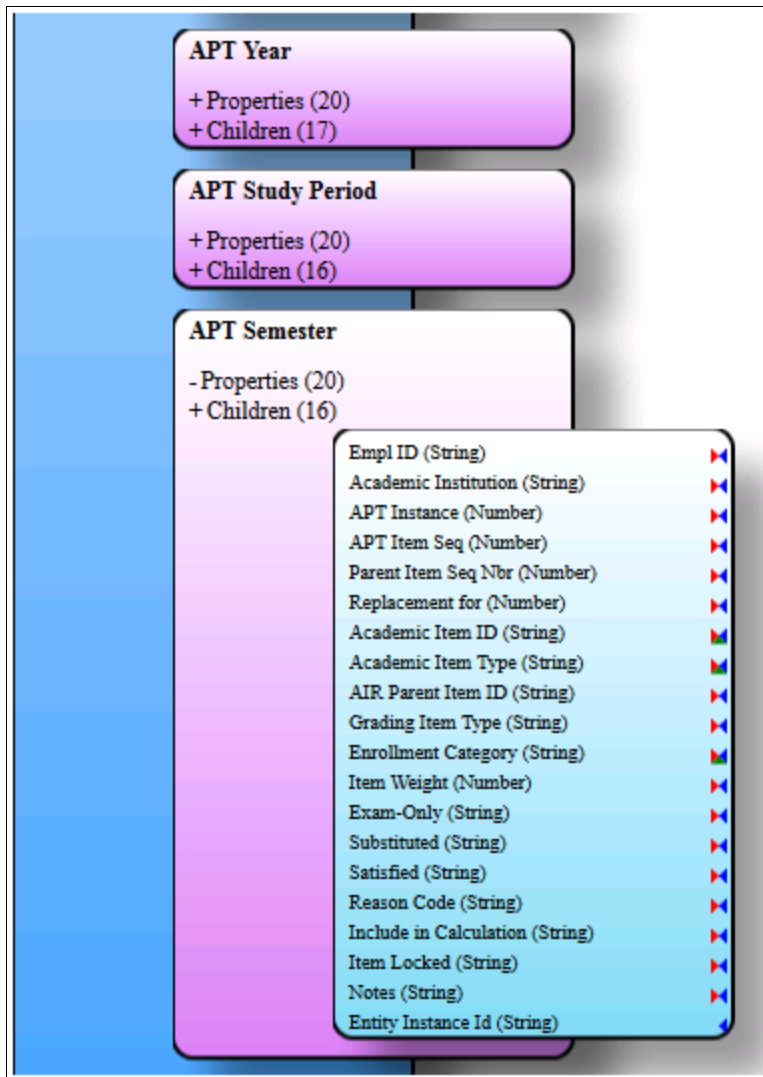 APT Year
+ Properties (20)
+ Children (17)
APT Study Period
+ Properties (20)
+ Children (16)
APT Semester
- Properties (20)
+ Children (16)
Empl ID (String)
Academic Institution (String)
APT Instance (Number)
APT Item Seq (Number)
Parent Item Seq Nbr (Number)
Replacement for (Number)
Academic Item ID (String)
Academic Item Type (String)
AIR Parent Item ID (String)
Grading Item Type (String)
Enrollment Category (String)
Item Weight (Number)
Exam-Only (String)
Substituted (String)
Satisfied (String)
Reason Code (String)
Include in Calculation (String)
Item Locked (String)
Notes (String)
Entity Instance Id (String)